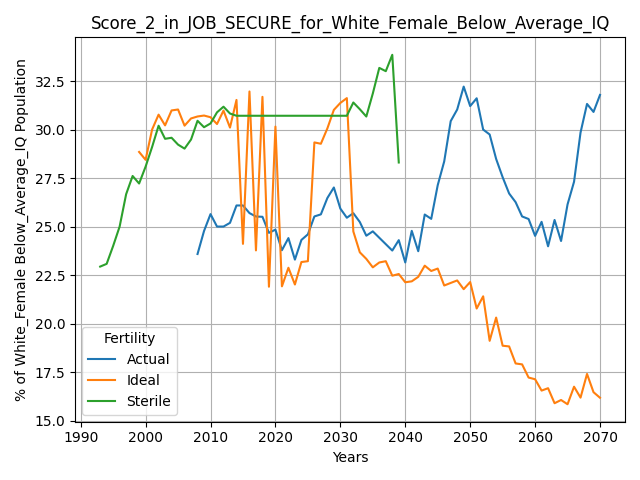 Score_2_in_JOB_SECURE_for_White_Female_Below_Average_IQ
% of White_Female Below_Average_IQ Population
32.5
30.0
27.5
25.0
22.5
20.0
17.5
15.0
Fertility
Actual
Ideal
Sterile
1990 2000 2010 2020 2030 2040 2050 2060 2070
Years